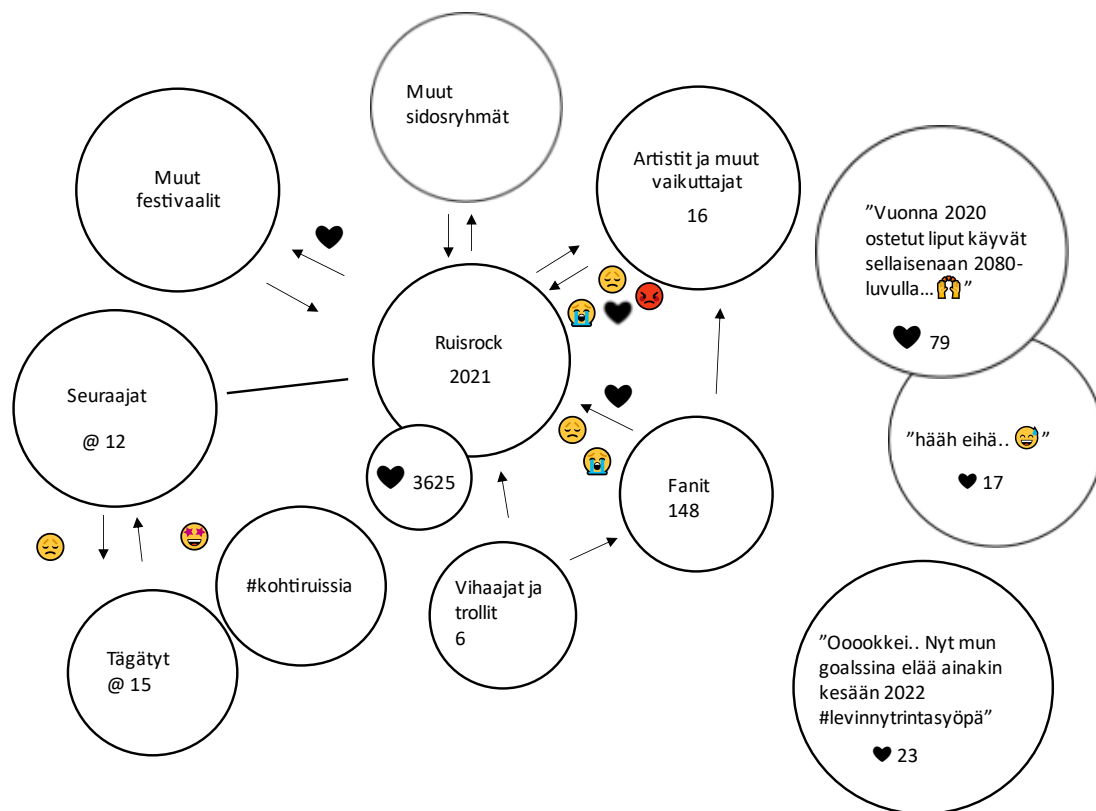 Muut
sidosryhmät
Muut
festivaalit
Artistit ja muut
vaikuttajat
16
Ruisrock
2021
3625
Seuraajat
@ 12
Fanit
148
#kohtiruissia
Vihaajat ja
trollit
6
Tägätyt
@ 15
”Vuonna 2020
ostetut liput käyvät
sellaisenaan 2080-
luvulla...🙌”
79
”hääh eihä.. 😅”
17
”Ooookkei.. Nyt mun
goalssina elää ainakin
kesään 2022
#levinnytrintasyöpä”
23